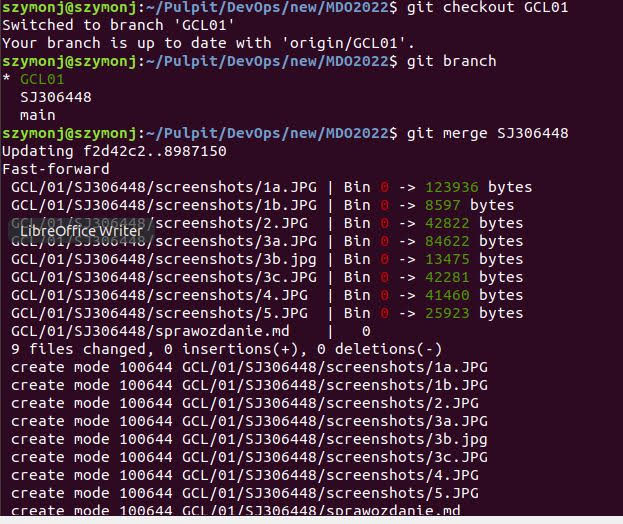 szymonj@szymonj:~/Pulpit/DevOps/new/MDO2022$ git checkout GCL01
Switched to branch 'GCL01'
Your branch is up to date with 'origin/GCL01'.
szymonj@szymonj:~/Pulpit/DevOps/new/MDO2022$ git branch
* GCL01
  SJ306448
  main
szymonj@szymonj:~/Pulpit/DevOps/new/MDO2022$ git merge SJ306448
Updating f2d42c2..8987150
Fast-forward
 GCL/01/SJ306448/screenshots/1a.JPG | Bin 0 -> 123936 bytes
 GCL/01/SJ306448/screenshots/1b.JPG | Bin 0 -> 8597 bytes
 GCL/01/SJ306448/screenshots/2.JPG  | Bin 0 -> 42822 bytes
LibreOffice Writer
 GCL/01/SJ306448/screenshots/3a.JPG | Bin 0 -> 84622 bytes
 GCL/01/SJ306448/screenshots/3b.jpg | Bin 0 -> 13475 bytes
 GCL/01/SJ306448/screenshots/3c.JPG | Bin 0 -> 42281 bytes
 GCL/01/SJ306448/screenshots/4.JPG  | Bin 0 -> 41460 bytes
 GCL/01/SJ306448/screenshots/5.JPG  | Bin 0 -> 25923 bytes
 GCL/01/SJ306448/sprawozdanie.md    |   0
 9 files changed, 0 insertions(+), 0 deletions(-)
 create mode 100644 GCL/01/SJ306448/screenshots/1a.JPG
 create mode 100644 GCL/01/SJ306448/screenshots/1b.JPG
 create mode 100644 GCL/01/SJ306448/screenshots/2.JPG
 create mode 100644 GCL/01/SJ306448/screenshots/3a.JPG
 create mode 100644 GCL/01/SJ306448/screenshots/3b.jpg
 create mode 100644 GCL/01/SJ306448/screenshots/3c.JPG
 create mode 100644 GCL/01/SJ306448/screenshots/4.JPG
 create mode 100644 GCL/01/SJ306448/screenshots/5.JPG
 create mode 100644 GCL/01/SJ306448/sprawozdanie.md